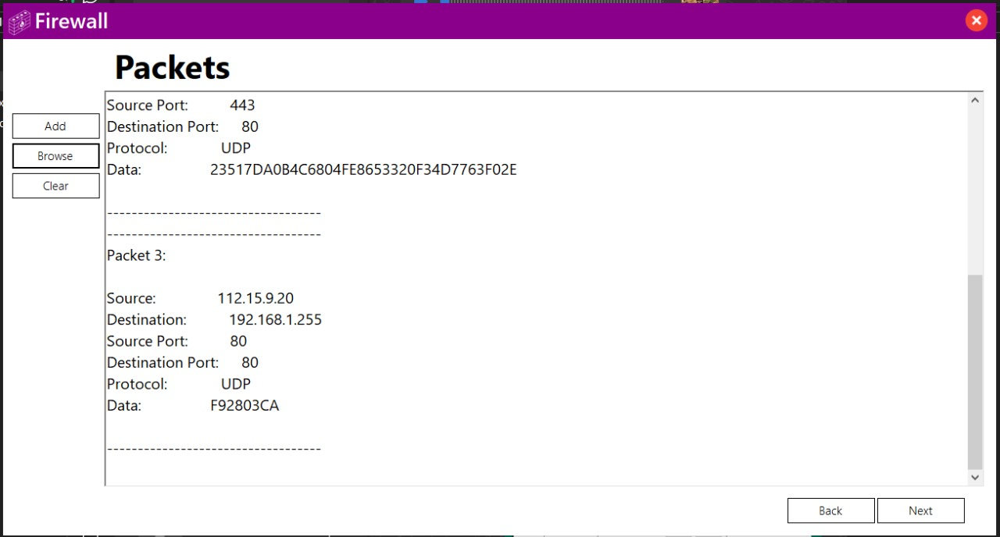 Firewall
Packets
Add
Browse
Clear
Source Port: 443
Destination Port: 80
Protocol: UDP
Data: 23517DA0B4C6804FE8653320F34D7763F02E
-----------------------------------
-----------------------------------
Packet 3:
Source: 112.15.9.20
Destination: 192.168.1.255
Source Port: 80
Destination Port: 80
Protocol: UDP
Data: F92803CA
-----------------------------------
Back
Next